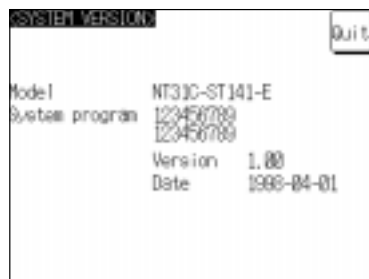 <SYSTEM VERSION>
Quit
Model NT31C-ST141-E
System program 123456789
123456789
Version 1.00
Date 1998-04-01